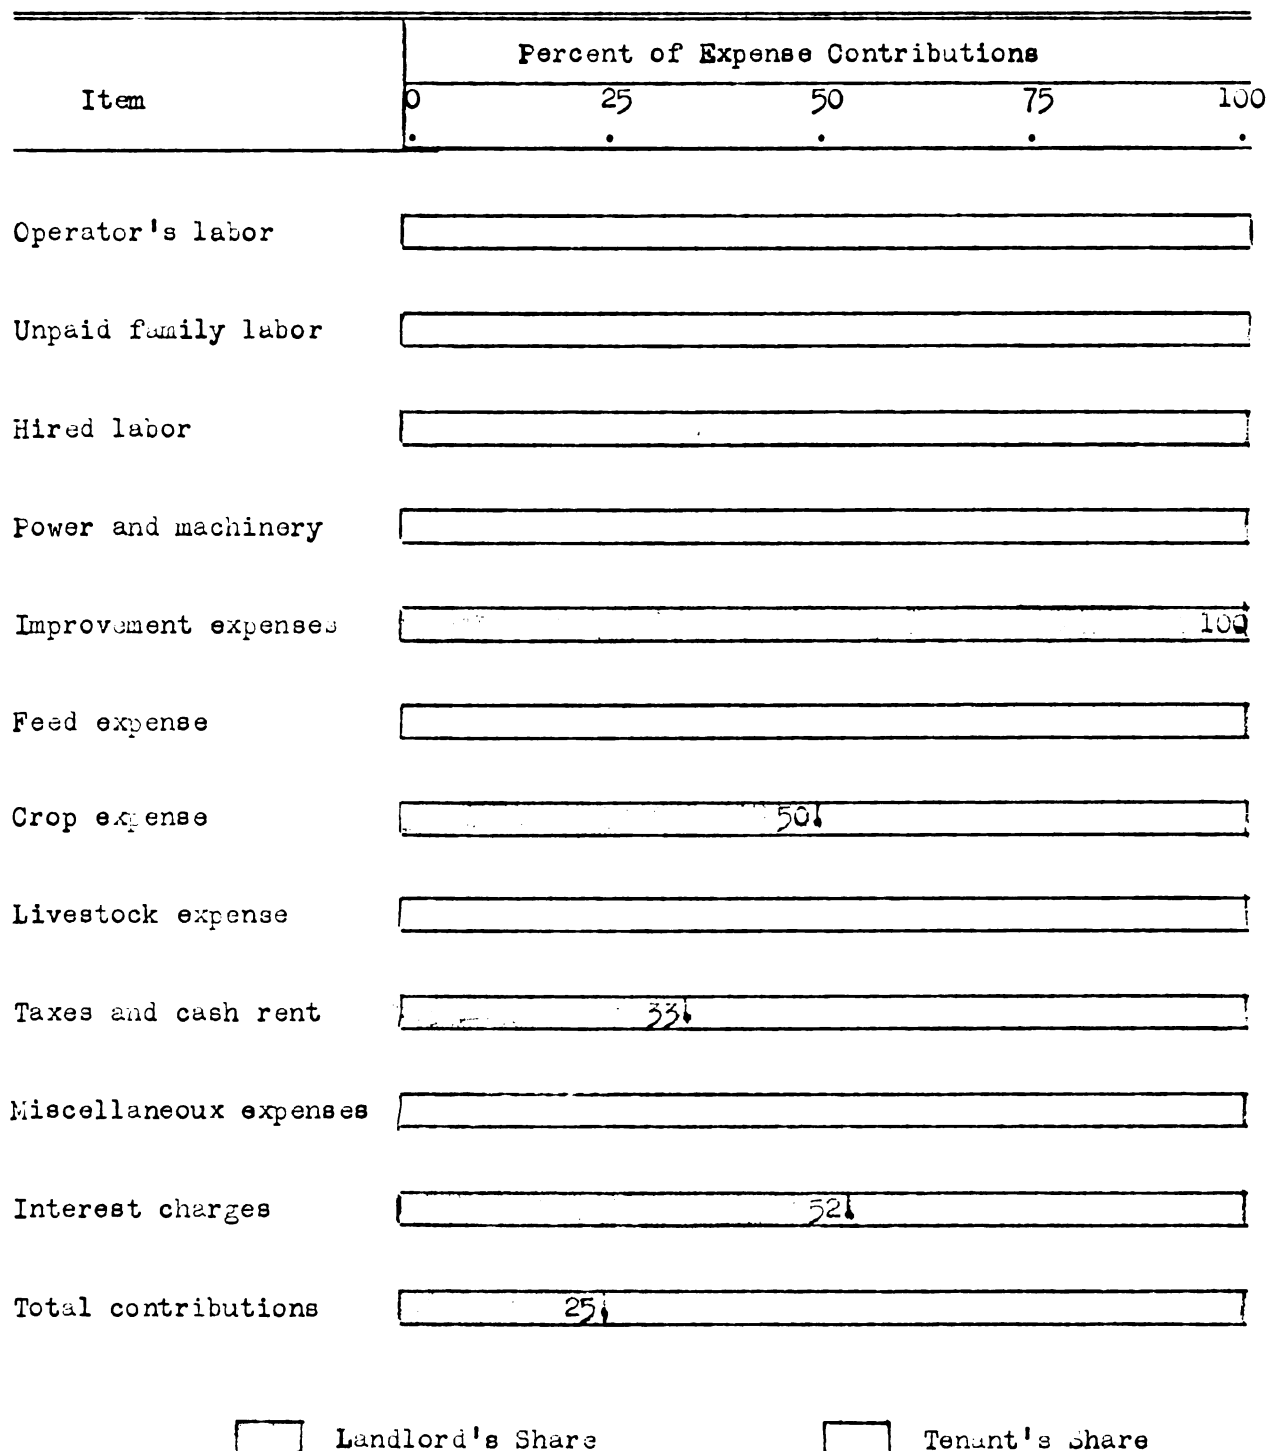 Percent of Expense Contributions
Item
0 25 50 75 100
Operator's labor
Unpaid family labor
Hired labor
Power and machinery
Improvement expenses 100
Feed expense
Crop expense 50
Livestock expense
Taxes and cash rent 33
Miscellaneoux expenses
Interest charges 52
Total contributions 25
Landlord's Share Tenant's Share